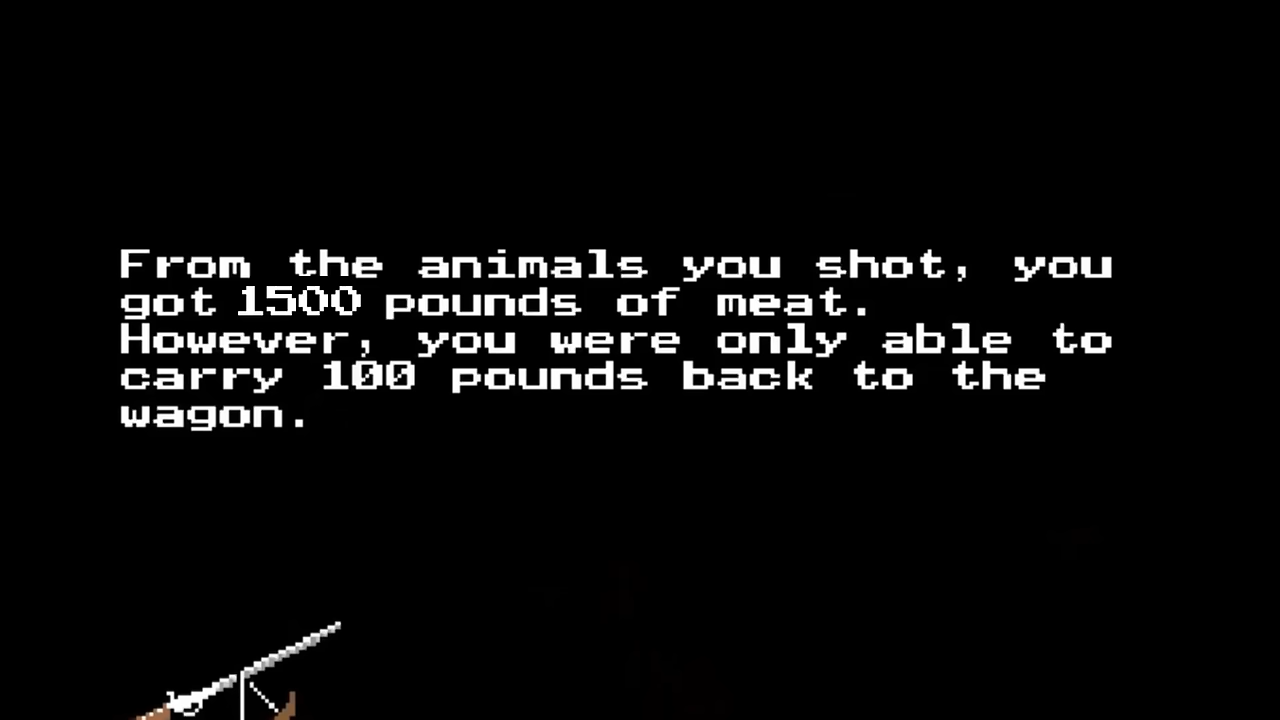 From the animals you shot, you
got 1500 pounds of meat.
However, you were only able to
carry 100 pounds back to the
wagon.